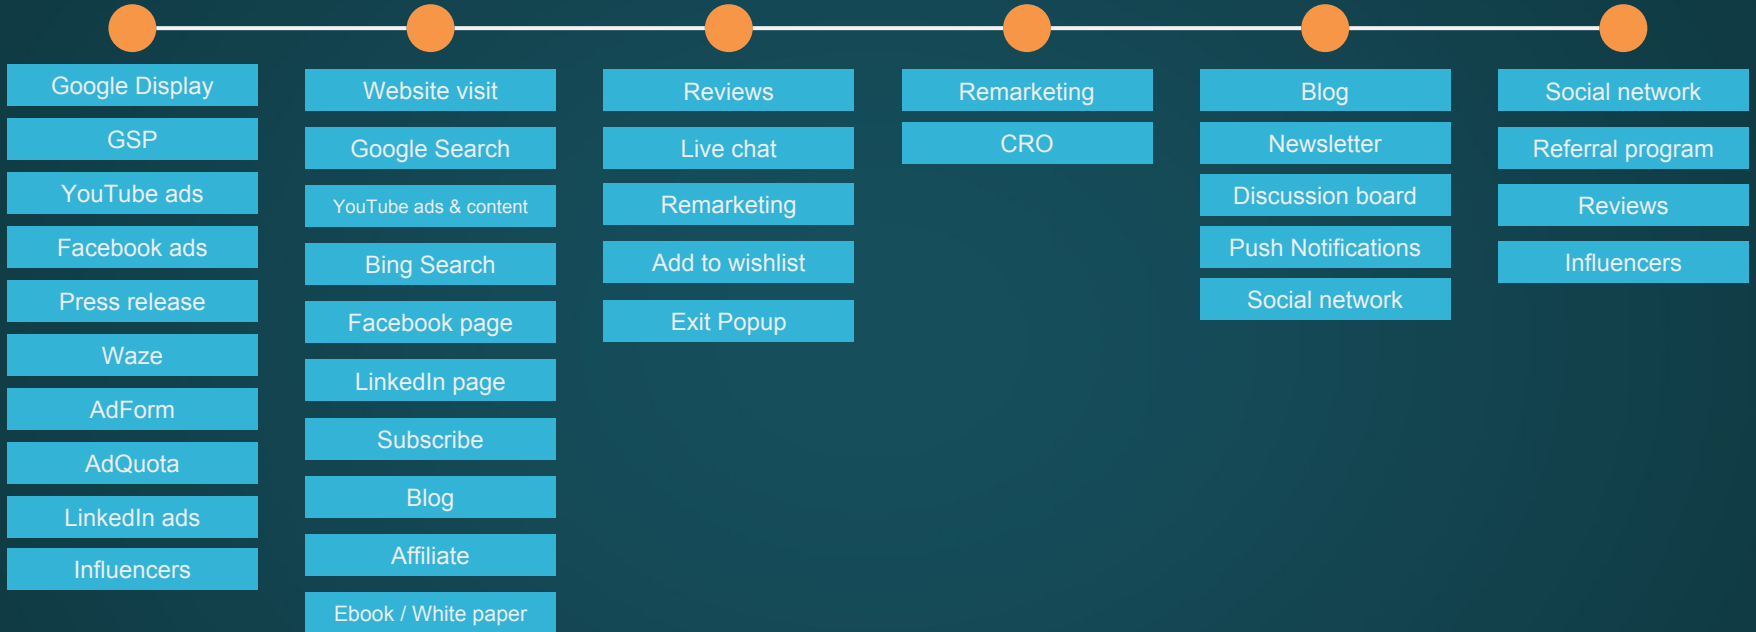 Google Display
GSP
YouTube ads
Facebook ads
Press release
Waze
AdForm
AdQuota
LinkedIn ads
Influencers
Website visit
Google Search
YouTube ads & content
Bing Search
Facebook page
LinkedIn page
Subscribe
Blog
Affiliate
Ebook / White paper
Reviews
Live chat
Remarketing
Add to wishlist
Exit Popup
Remarketing
CRO
Blog
Newsletter
Discussion board
Push Notifications
Social network
Social network
Referral program
Reviews
Influencers